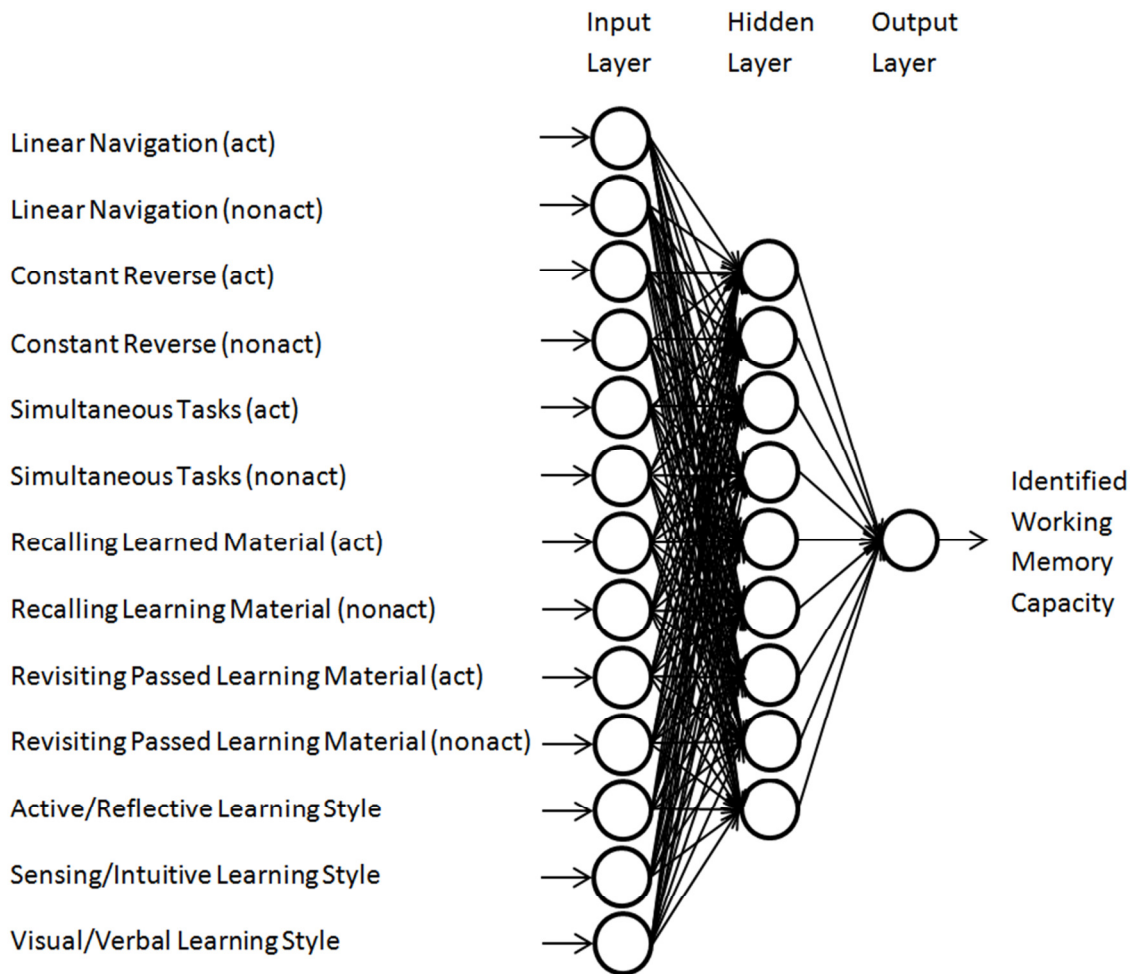 Input Hidden Output
Layer Layer Layer
Linear Navigation (act)
Linear Navigation (nonact)
Constant Reverse (act)
Constant Reverse (nonact)
Simultaneous Tasks (act)
Simultaneous Tasks (nonact)
Recalling Learned Material (act)
Recalling Learning Material (nonact)
Revisiting Passed Learning Material (act)
Revisiting Passed Learning Material (nonact)
Active/Reflective Learning Style
Sensing/Intuitive Learning Style
Visual/Verbal Learning Style
Identified
Working
Memory
Capacity